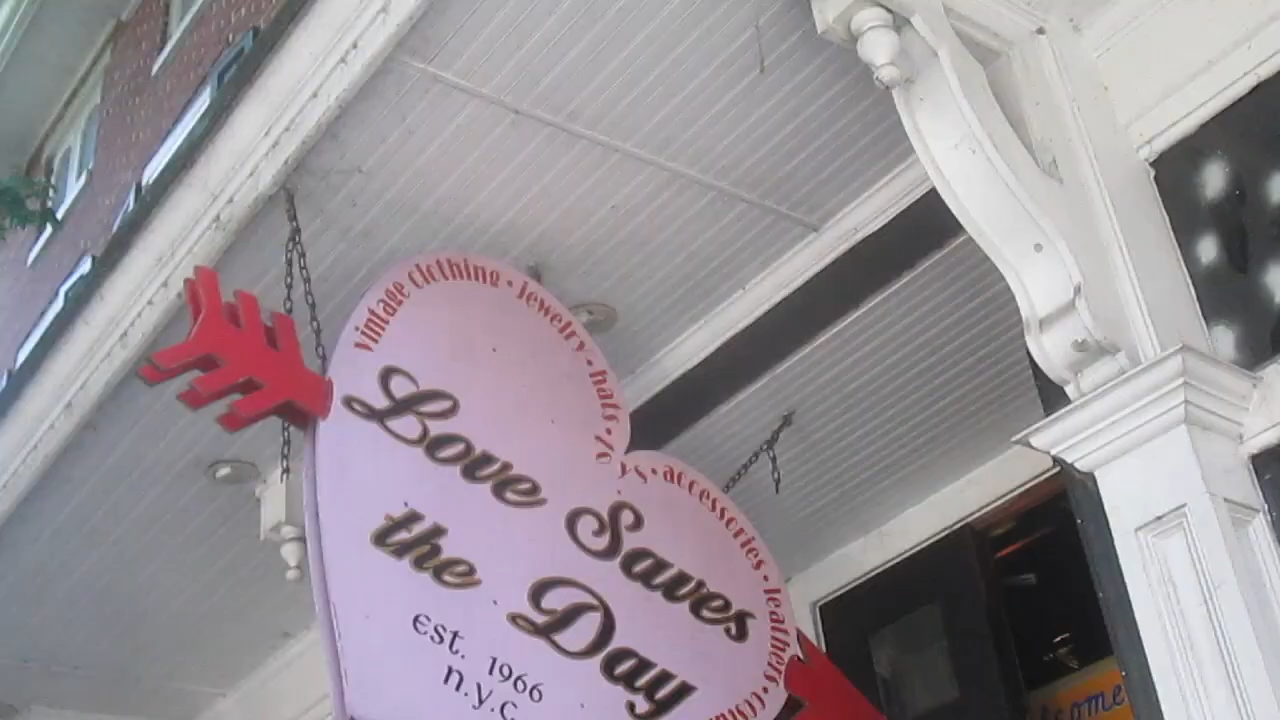 vintage clothing • jewelry • hats • toys • accessories • leathers •
Love Saves
the Day
est. 1966
n.y.c.